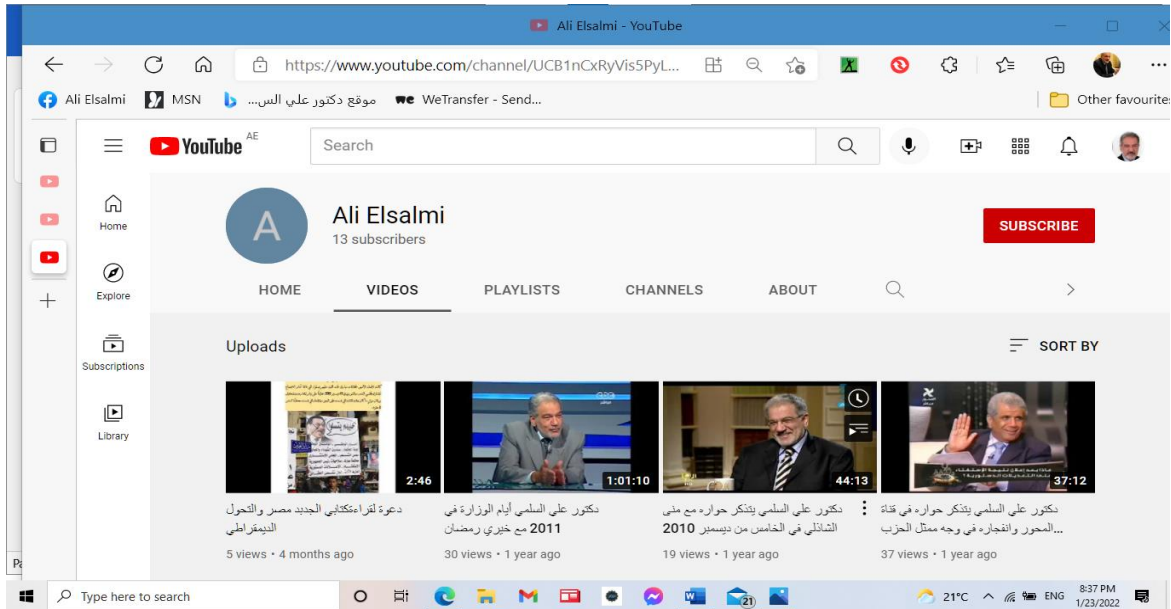 Ali Elsalmi - YouTube
https://www.youtube.com/channel/UCB1nCxRyVis5PyL...
Ali Elsalmi
MSN
موقع دكتور علي الس...
WeTransfer - Send...
Other favourites
YouTube AE
Search
Home
Explore
Subscriptions
Library
A
Ali Elsalmi
13 subscribers
SUBSCRIBE
HOME VIDEOS PLAYLISTS CHANNELS ABOUT
Uploads
SORT BY
2:46
دعوة لقراءةكتابي الجديد مصر والتحول
الديمقراطي
5 views • 4 months ago
1:01:10
دكتور علي السلمي أيام الوزارة في
2011 مع خيري رمضان
30 views • 1 year ago
44:13
دكتور علي السلمي يتذكر حواره مع منى
الشاذلي في الخامس من ديسمبر 2010
19 views • 1 year ago
37:12
دكتور علي السلمي يتذكر حواره في قناة
المحور وانفجاره في وجه ممثل الحزب...
37 views • 1 year ago
Type here to search
21
21°C
ENG
8:37 PM
1/23/2022